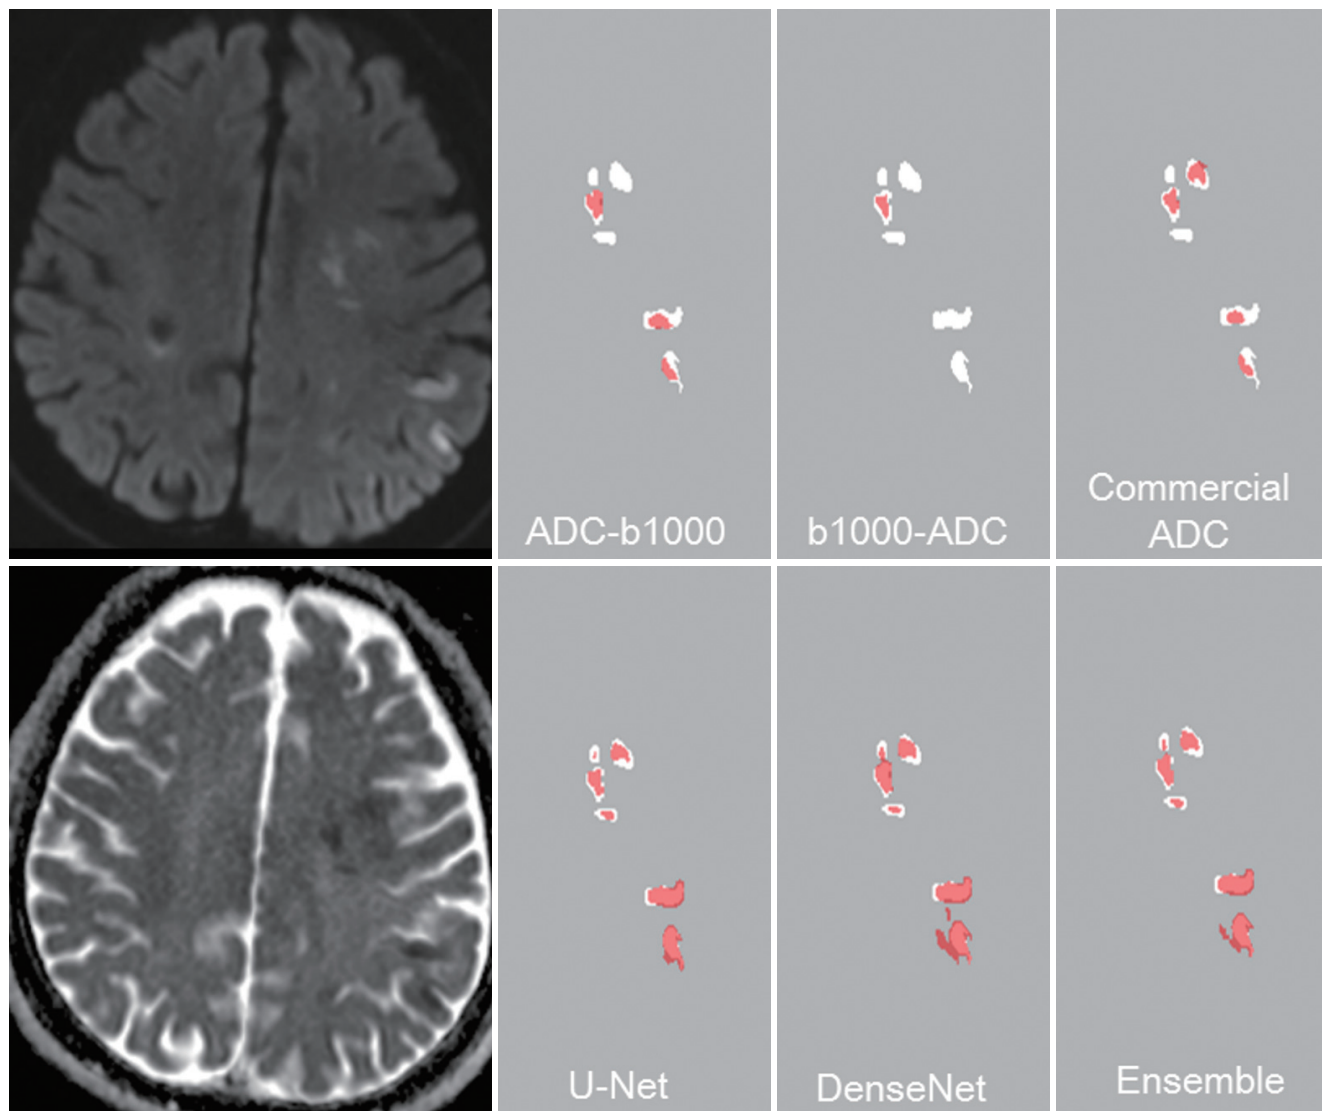 ADC-b1000
b1000-ADC
Commercial
ADC
U-Net
DenseNet
Ensemble